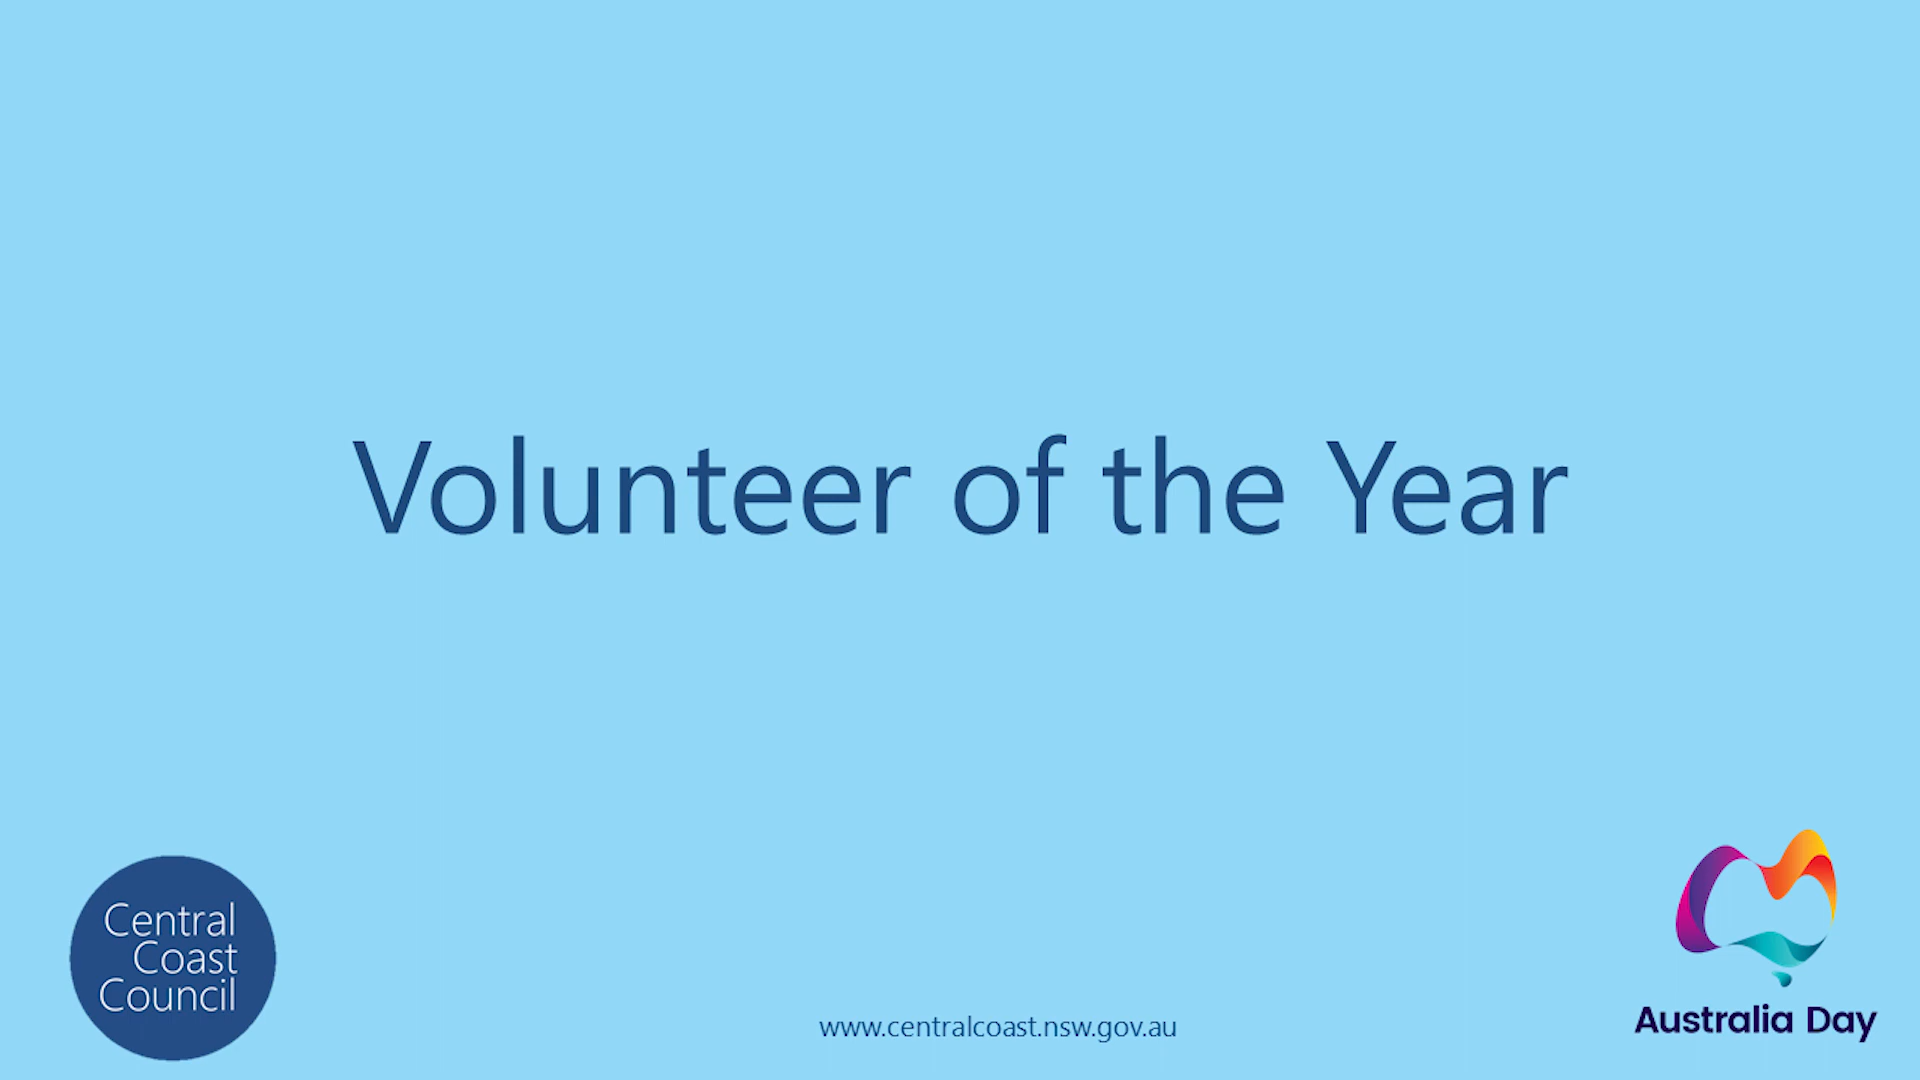 Volunteer of the Year
Central
Coast
Council
www.centralcoast.nsw.gov.au
Australia Day